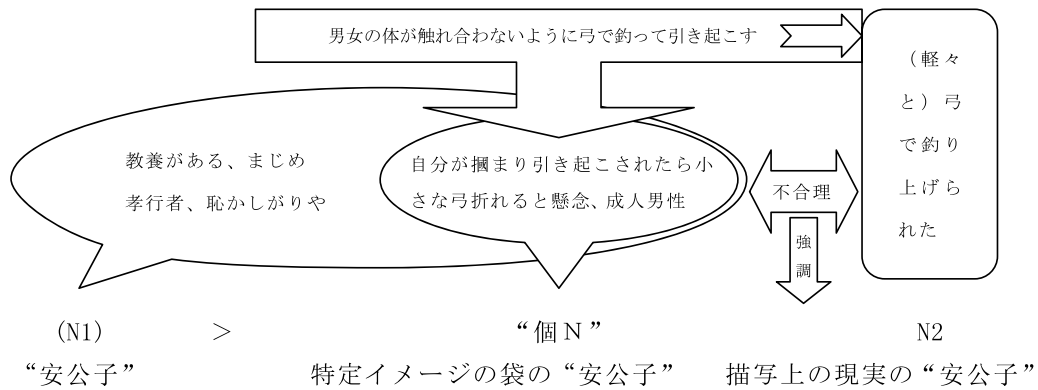 男女の体が触れ合わないように弓で釣って引き起こす
教養がある、まじめ
孝行者、恥かしがりや
自分が摑まり引き起こされたら小
さな弓折れると懸念、成人男性
不合理
強
調
（軽々
と）弓
で釣り
上げら
れた
(N1)
＞
“個Ｎ”
N2
“安公子”
特定イメージの袋の“安公子”
描写上の現実の“安公子”